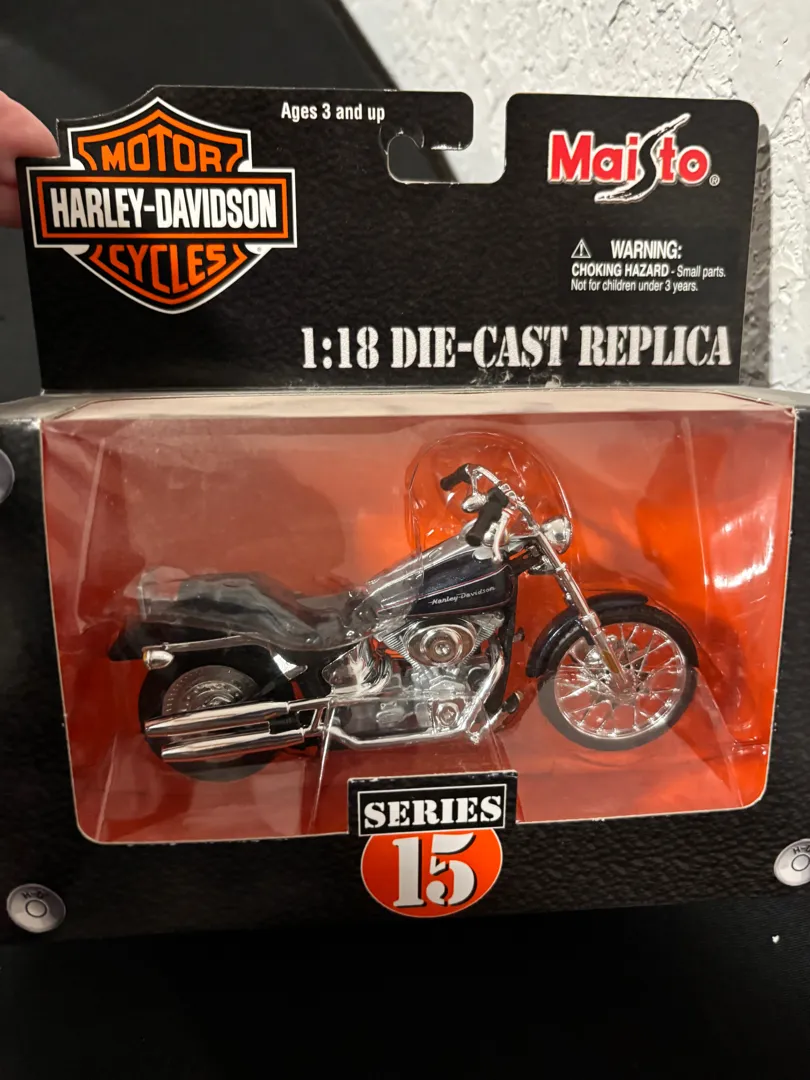 Ages 3 and up
MOTOR
HARLEY-DAVIDSON
CYCLES
Maisto®
WARNING:
CHOKING HAZARD - Small parts.
Not for children under 3 years.
1:18 DIE-CAST REPLICA
Harley-Davidson
SERIES
15